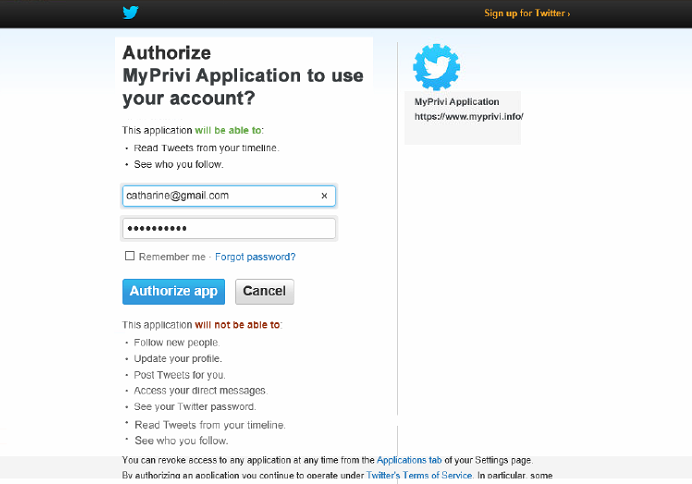 Sign up for Twitter ›
Authorize
MyPrivi Application to use
your account?
MyPrivi Application
https://www.myprivi.info/
This application will be able to:
• Read Tweets from your timeline.
• See who you follow.
catharine@gmail.com ×
••••••••••
Remember me · Forgot password?
Authorize app Cancel
This application will not be able to:
• Follow new people.
• Update your profile.
• Post Tweets for you.
• Access your direct messages.
• See your Twitter password.
• Read Tweets from your timeline.
• See who you follow.
You can revoke access to any application at any time from the Applications tab of your Settings page.
By authorizing an application you continue to operate under Twitter's Terms of Service. In particular, some